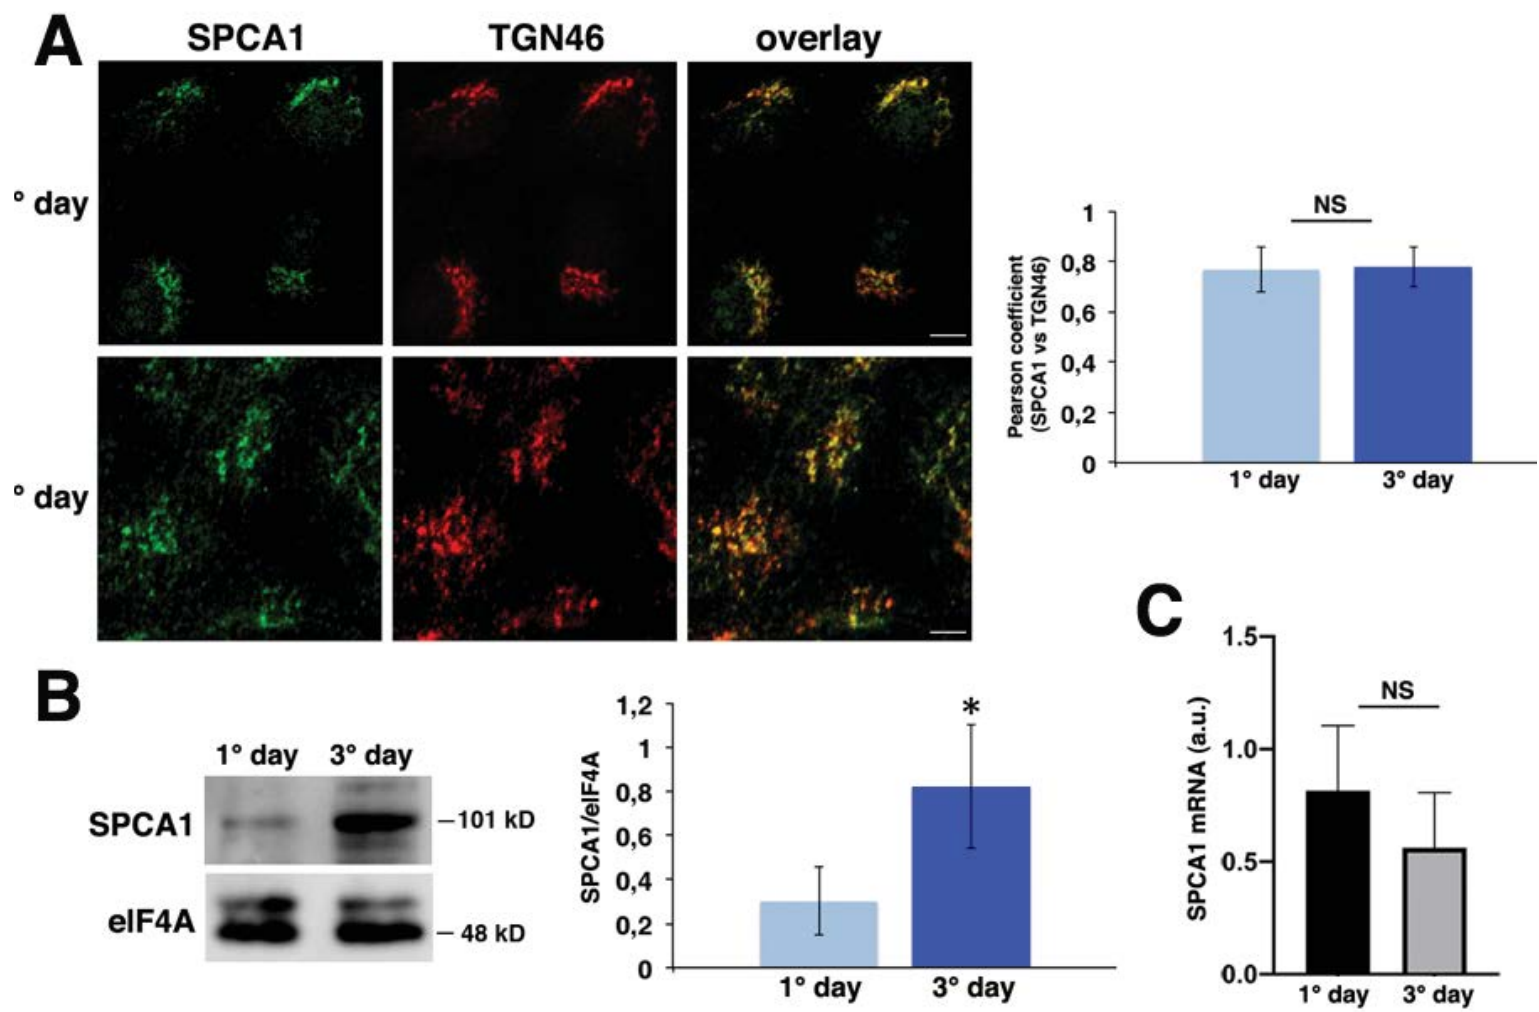 A
SPCA1 TGN46 overlay
° day
° day
Pearson coefficient
(SPCA1 vs TGN46)
1
0,8
0,6
0,4
0,2
0
NS
1° day 3° day
B
1° day 3° day
SPCA1
101 kD
eIF4A
48 kD
SPCA1/eIF4A
1,2
1
0,8
0,6
0,4
0,2
0
*
1° day 3° day
C
SPCA1 mRNA (a.u.)
1.5
1.0
0.5
0.0
NS
1° day 3° day